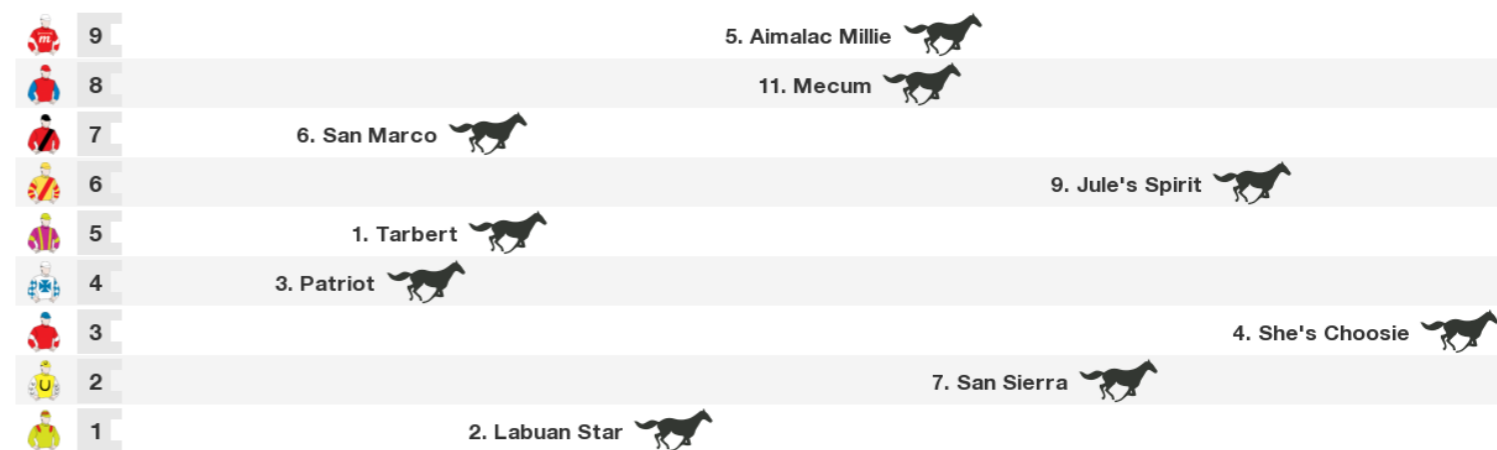 m 9 5. Aimalac Millie
8 11. Mecum
7 6. San Marco
6 9. Jule's Spirit
5 1. Tarbert
4 3. Patriot
3 4. She's Choosie
U 2 7. San Sierra
1 2. Labuan Star